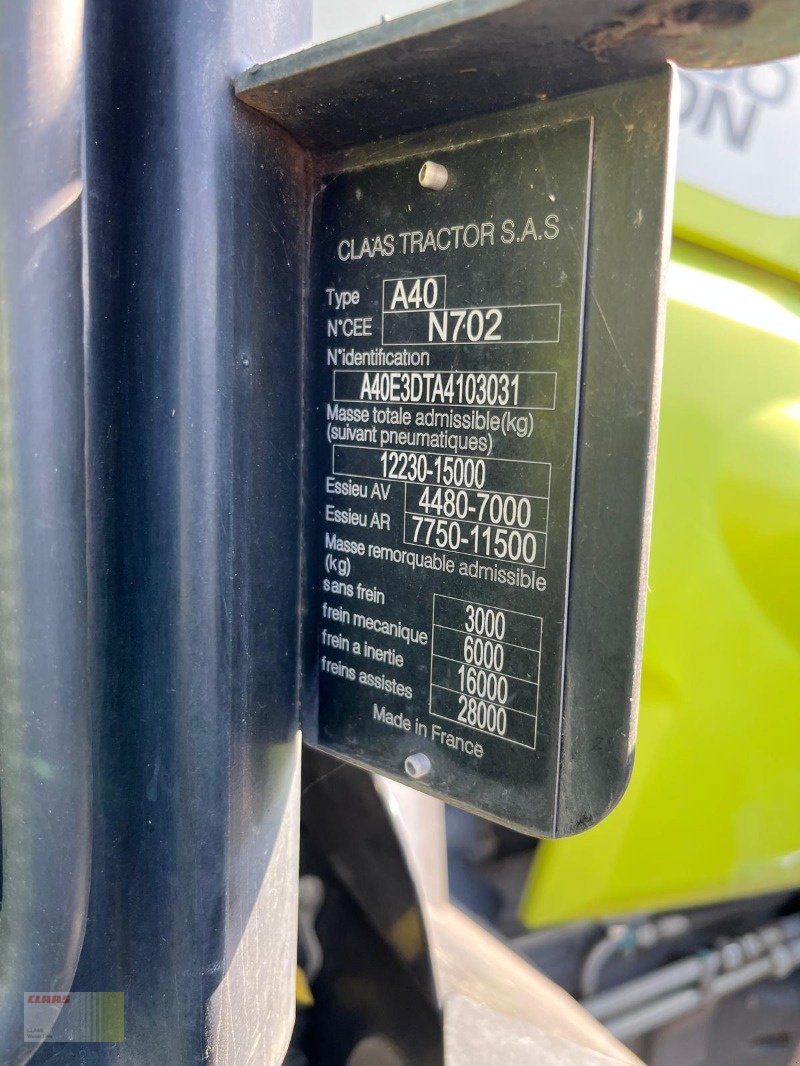 CLAAS TRACTOR S.A.S
Type A40
N°CEE N702
N°identification
A40E3DTA4103031
Masse totale admissible(kg)
(suivant pneumatiques)
12230-15000
Essieu AV 4480-7000
Essieu AR 7750-11500
Masse remorquable admissible
(kg)
sans frein 3000
frein mecanique 6000
frein a inertie 16000
freins assistes 28000
Made in France
CLAAS